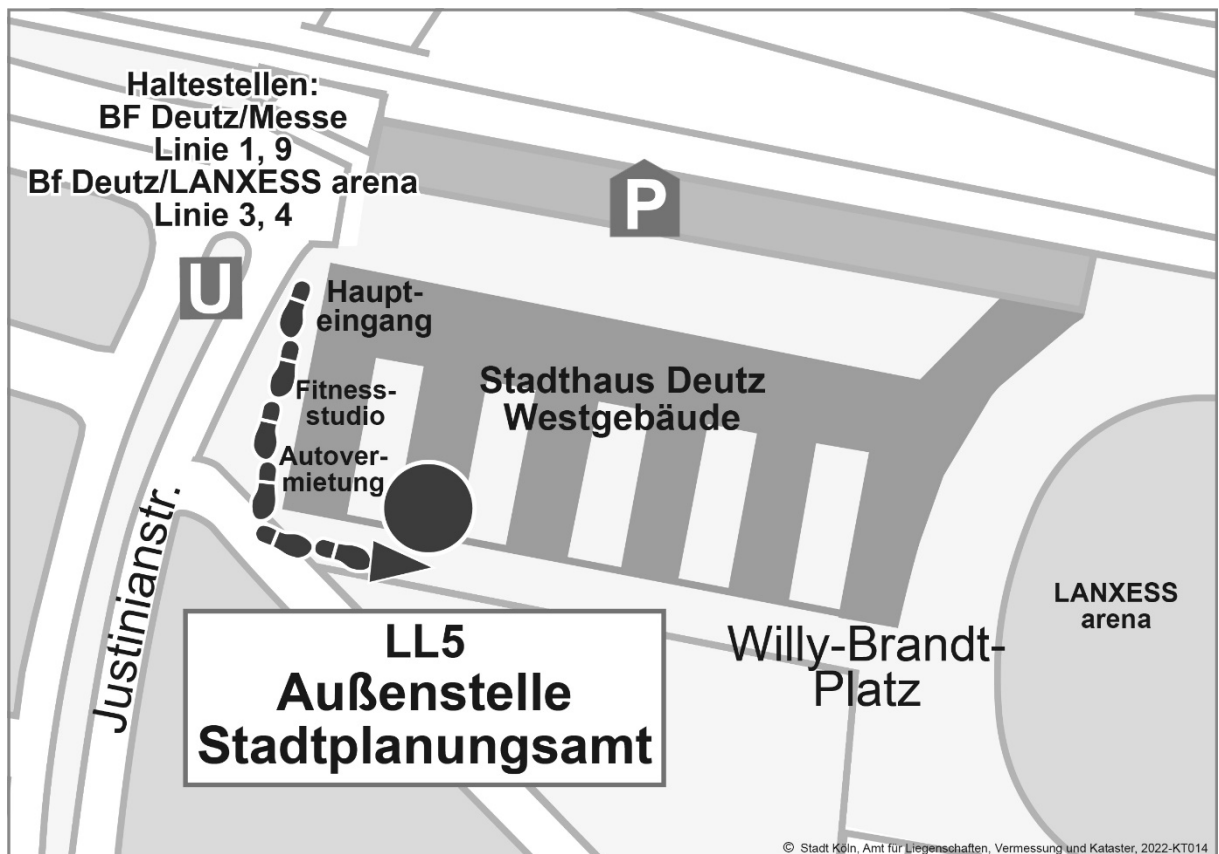 Haltestellen:
BF Deutz/Messe
Linie 1, 9
Bf Deutz/LANXESS arena
Linie 3, 4
U
P
Haupt-
eingang
Stadthaus Deutz
Westgebäude
Fitness-
studio
Autover-
mietung
Justinianstr.
LANXESS
arena
Willy-Brandt-
Platz
LL5
Außenstelle
Stadtplanungsamt
© Stadt Köln, Amt für Liegenschaften, Vermessung und Kataster, 2022-KT014